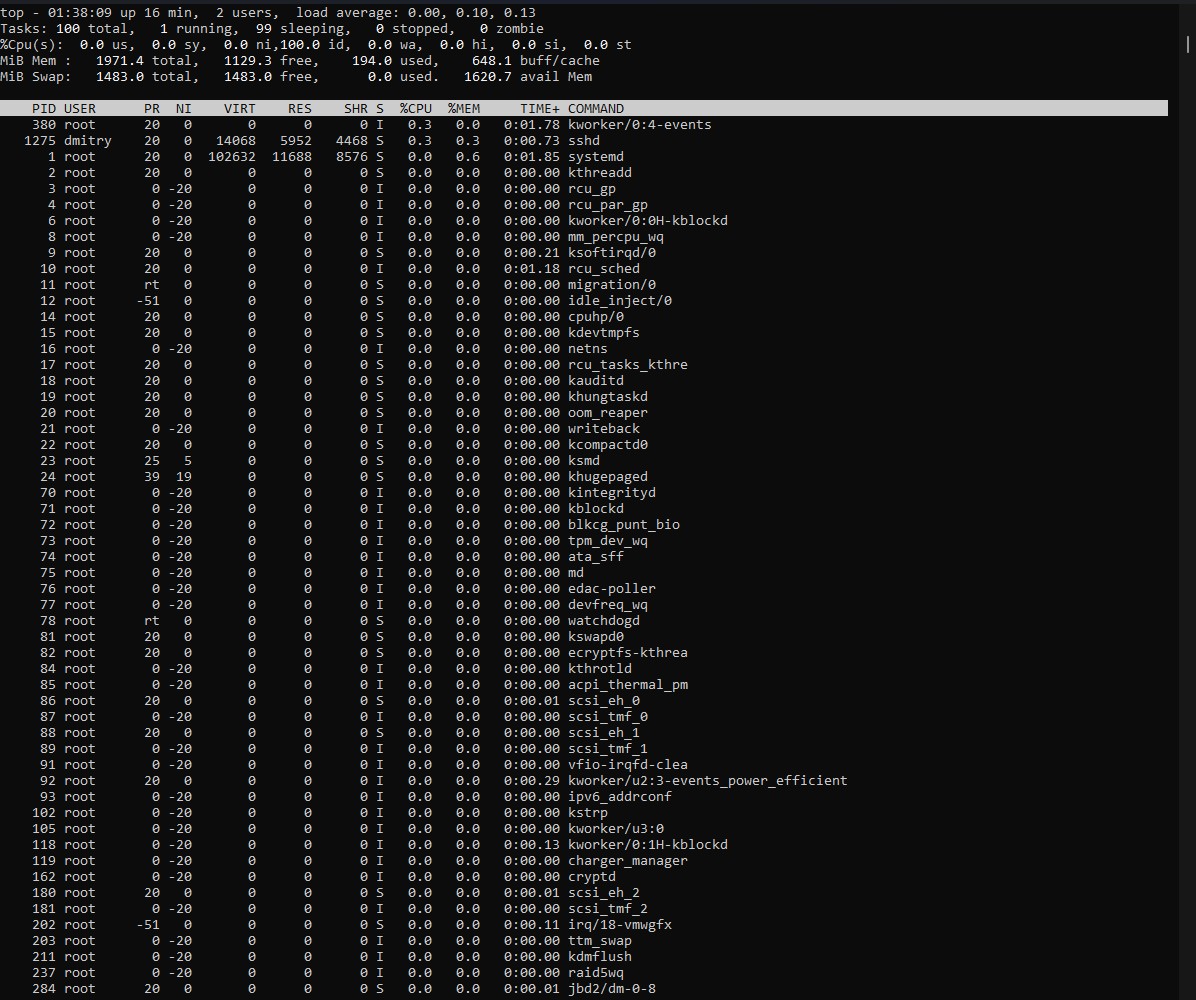 top - 01:38:09 up 16 min,  2 users,  load average: 0.00, 0.10, 0.13
Tasks: 100 total,   1 running,  99 sleeping,   0 stopped,   0 zombie
%Cpu(s):  0.0 us,  0.0 sy,  0.0 ni,100.0 id,  0.0 wa,  0.0 hi,  0.0 si,  0.0 st
MiB Mem :   1971.4 total,   1129.3 free,    194.0 used,    648.1 buff/cache
MiB Swap:   1483.0 total,   1483.0 free,      0.0 used.   1620.7 avail Mem
PID USER      PR  NI    VIRT    RES    SHR S  %CPU  %MEM     TIME+ COMMAND
380 root      20   0       0      0      0 I   0.3   0.0   0:01.78 kworker/0:4-events
1275 dmitry    20   0   14068   5952   4468 S   0.3   0.3   0:00.73 sshd
1 root      20   0  102632  11688   8576 S   0.0   0.6   0:01.85 systemd
2 root      20   0       0      0      0 S   0.0   0.0   0:00.00 kthreadd
3 root       0 -20       0      0      0 I   0.0   0.0   0:00.00 rcu_gp
4 root       0 -20       0      0      0 I   0.0   0.0   0:00.00 rcu_par_gp
6 root       0 -20       0      0      0 I   0.0   0.0   0:00.00 kworker/0:0H-kblockd
8 root       0 -20       0      0      0 I   0.0   0.0   0:00.00 mm_percpu_wq
9 root      20   0       0      0      0 S   0.0   0.0   0:00.21 ksoftirqd/0
10 root      20   0       0      0      0 I   0.0   0.0   0:01.18 rcu_sched
11 root      rt   0       0      0      0 S   0.0   0.0   0:00.00 migration/0
12 root     -51   0       0      0      0 S   0.0   0.0   0:00.00 idle_inject/0
14 root      20   0       0      0      0 S   0.0   0.0   0:00.00 cpuhp/0
15 root      20   0       0      0      0 S   0.0   0.0   0:00.00 kdevtmpfs
16 root       0 -20       0      0      0 I   0.0   0.0   0:00.00 netns
17 root      20   0       0      0      0 S   0.0   0.0   0:00.00 rcu_tasks_kthre
18 root      20   0       0      0      0 S   0.0   0.0   0:00.00 kauditd
19 root      20   0       0      0      0 S   0.0   0.0   0:00.00 khungtaskd
20 root      20   0       0      0      0 S   0.0   0.0   0:00.00 oom_reaper
21 root       0 -20       0      0      0 I   0.0   0.0   0:00.00 writeback
22 root      20   0       0      0      0 S   0.0   0.0   0:00.00 kcompactd0
23 root      25   5       0      0      0 S   0.0   0.0   0:00.00 ksmd
24 root      39  19       0      0      0 S   0.0   0.0   0:00.00 khugepaged
70 root       0 -20       0      0      0 I   0.0   0.0   0:00.00 kintegrityd
71 root       0 -20       0      0      0 I   0.0   0.0   0:00.00 kblockd
72 root       0 -20       0      0      0 I   0.0   0.0   0:00.00 blkcg_punt_bio
73 root       0 -20       0      0      0 I   0.0   0.0   0:00.00 tpm_dev_wq
74 root       0 -20       0      0      0 I   0.0   0.0   0:00.00 ata_sff
75 root       0 -20       0      0      0 I   0.0   0.0   0:00.00 md
76 root       0 -20       0      0      0 I   0.0   0.0   0:00.00 edac-poller
77 root       0 -20       0      0      0 I   0.0   0.0   0:00.00 devfreq_wq
78 root      rt   0       0      0      0 S   0.0   0.0   0:00.00 watchdogd
81 root      20   0       0      0      0 S   0.0   0.0   0:00.00 kswapd0
82 root      20   0       0      0      0 S   0.0   0.0   0:00.00 ecryptfs-kthrea
84 root       0 -20       0      0      0 I   0.0   0.0   0:00.00 kthrotld
85 root       0 -20       0      0      0 I   0.0   0.0   0:00.00 acpi_thermal_pm
86 root      20   0       0      0      0 S   0.0   0.0   0:00.01 scsi_eh_0
87 root       0 -20       0      0      0 I   0.0   0.0   0:00.00 scsi_tmf_0
88 root      20   0       0      0      0 S   0.0   0.0   0:00.00 scsi_eh_1
89 root       0 -20       0      0      0 I   0.0   0.0   0:00.00 scsi_tmf_1
91 root       0 -20       0      0      0 I   0.0   0.0   0:00.00 vfio-irqfd-clea
92 root      20   0       0      0      0 I   0.0   0.0   0:00.29 kworker/u2:3-events_power_efficient
93 root       0 -20       0      0      0 I   0.0   0.0   0:00.00 ipv6_addrconf
102 root       0 -20       0      0      0 I   0.0   0.0   0:00.00 kstrp
105 root       0 -20       0      0      0 I   0.0   0.0   0:00.00 kworker/u3:0
118 root       0 -20       0      0      0 I   0.0   0.0   0:00.13 kworker/0:1H-kblockd
119 root       0 -20       0      0      0 I   0.0   0.0   0:00.00 charger_manager
162 root       0 -20       0      0      0 I   0.0   0.0   0:00.00 cryptd
180 root      20   0       0      0      0 S   0.0   0.0   0:00.01 scsi_eh_2
181 root       0 -20       0      0      0 I   0.0   0.0   0:00.00 scsi_tmf_2
202 root     -51   0       0      0      0 S   0.0   0.0   0:00.11 irq/18-vmwgfx
203 root       0 -20       0      0      0 I   0.0   0.0   0:00.00 ttm_swap
211 root       0 -20       0      0      0 I   0.0   0.0   0:00.00 kdmflush
237 root       0 -20       0      0      0 I   0.0   0.0   0:00.00 raid5wq
284 root      20   0       0      0      0 S   0.0   0.0   0:00.01 jbd2/dm-0-8